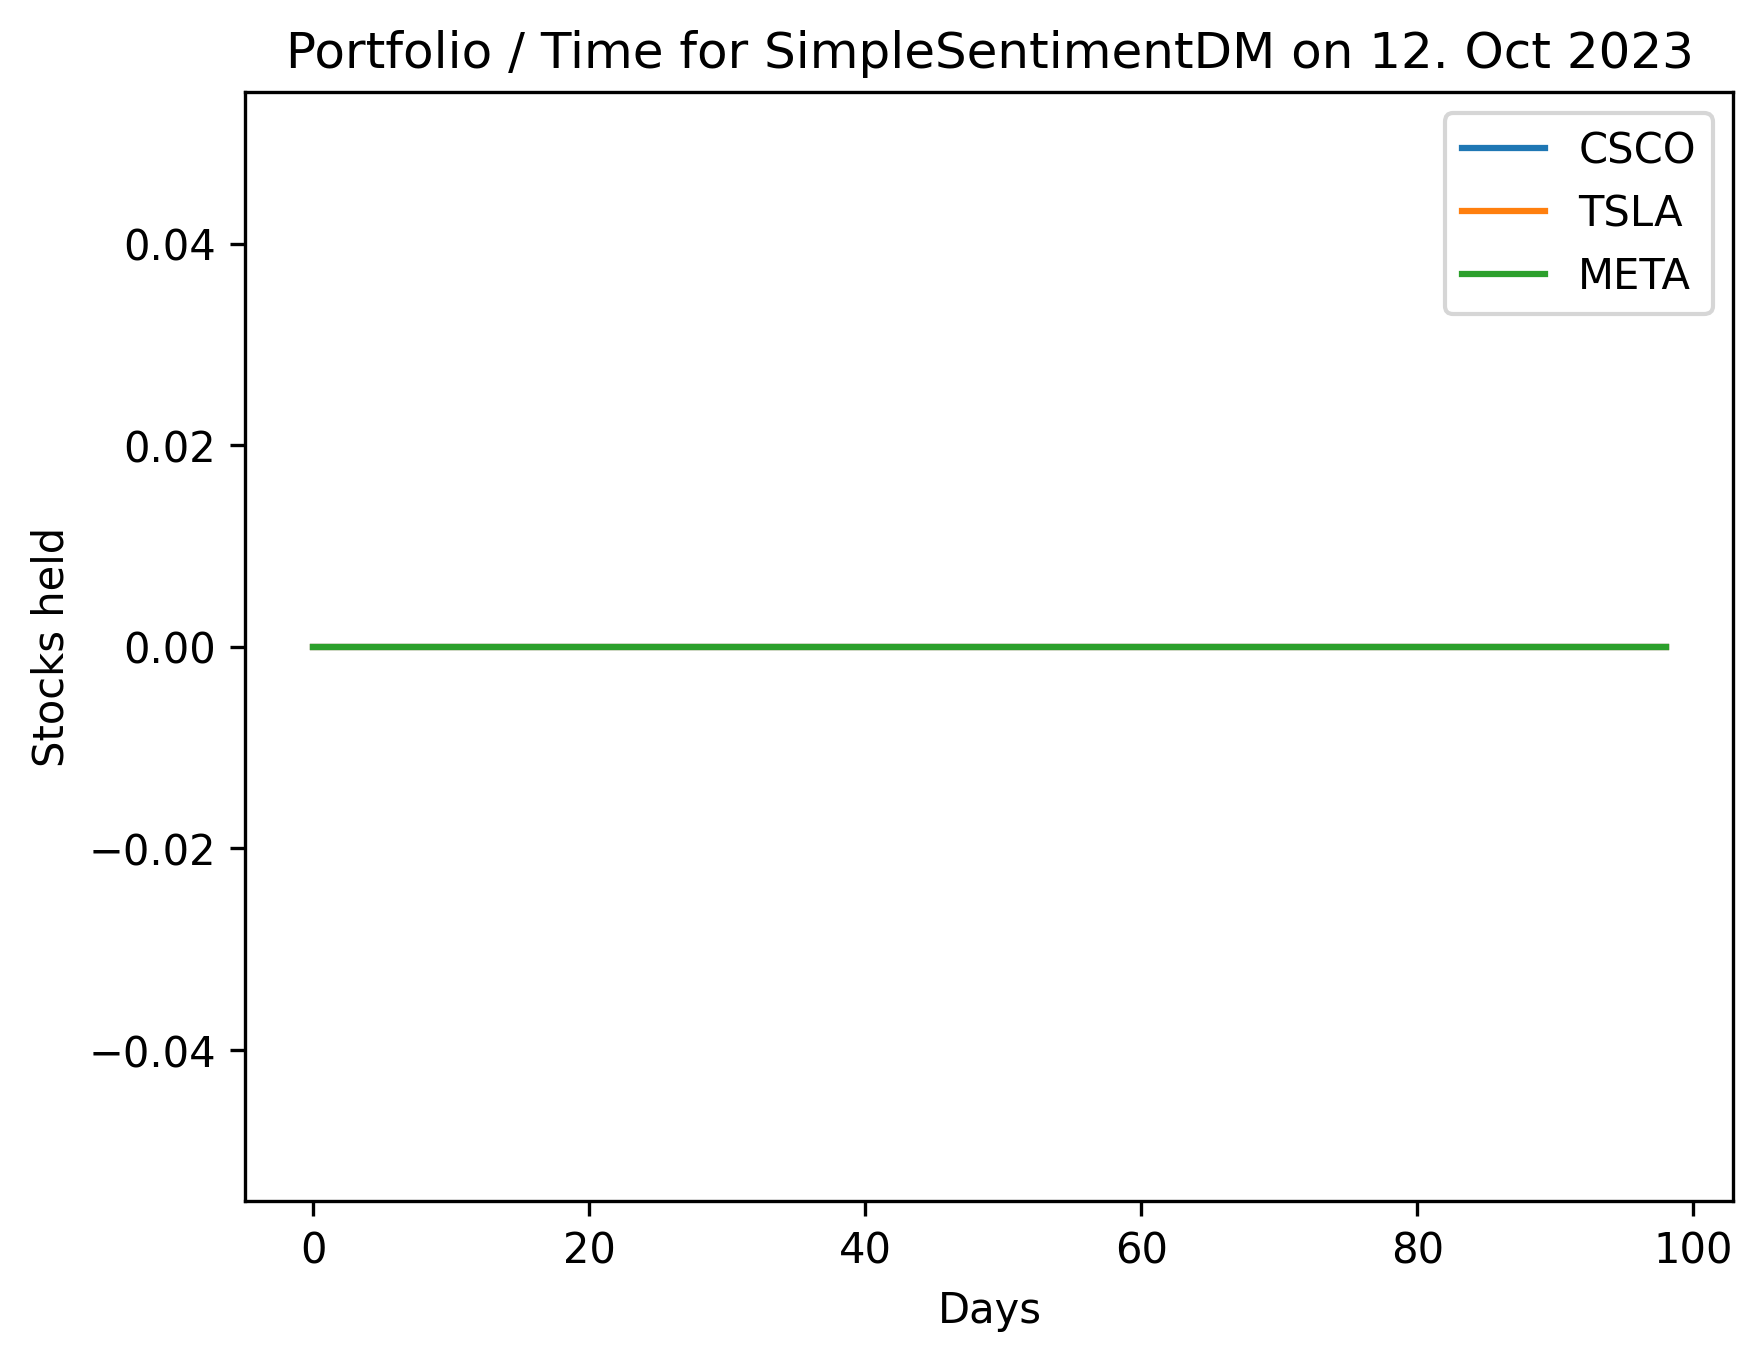 Portfolio / Time for SimpleSentimentDM on 12. Oct 2023
CSCO
TSLA
META
0.04
0.02
0.00
−0.02
−0.04
Stocks held
0 20 40 60 80 100
Days